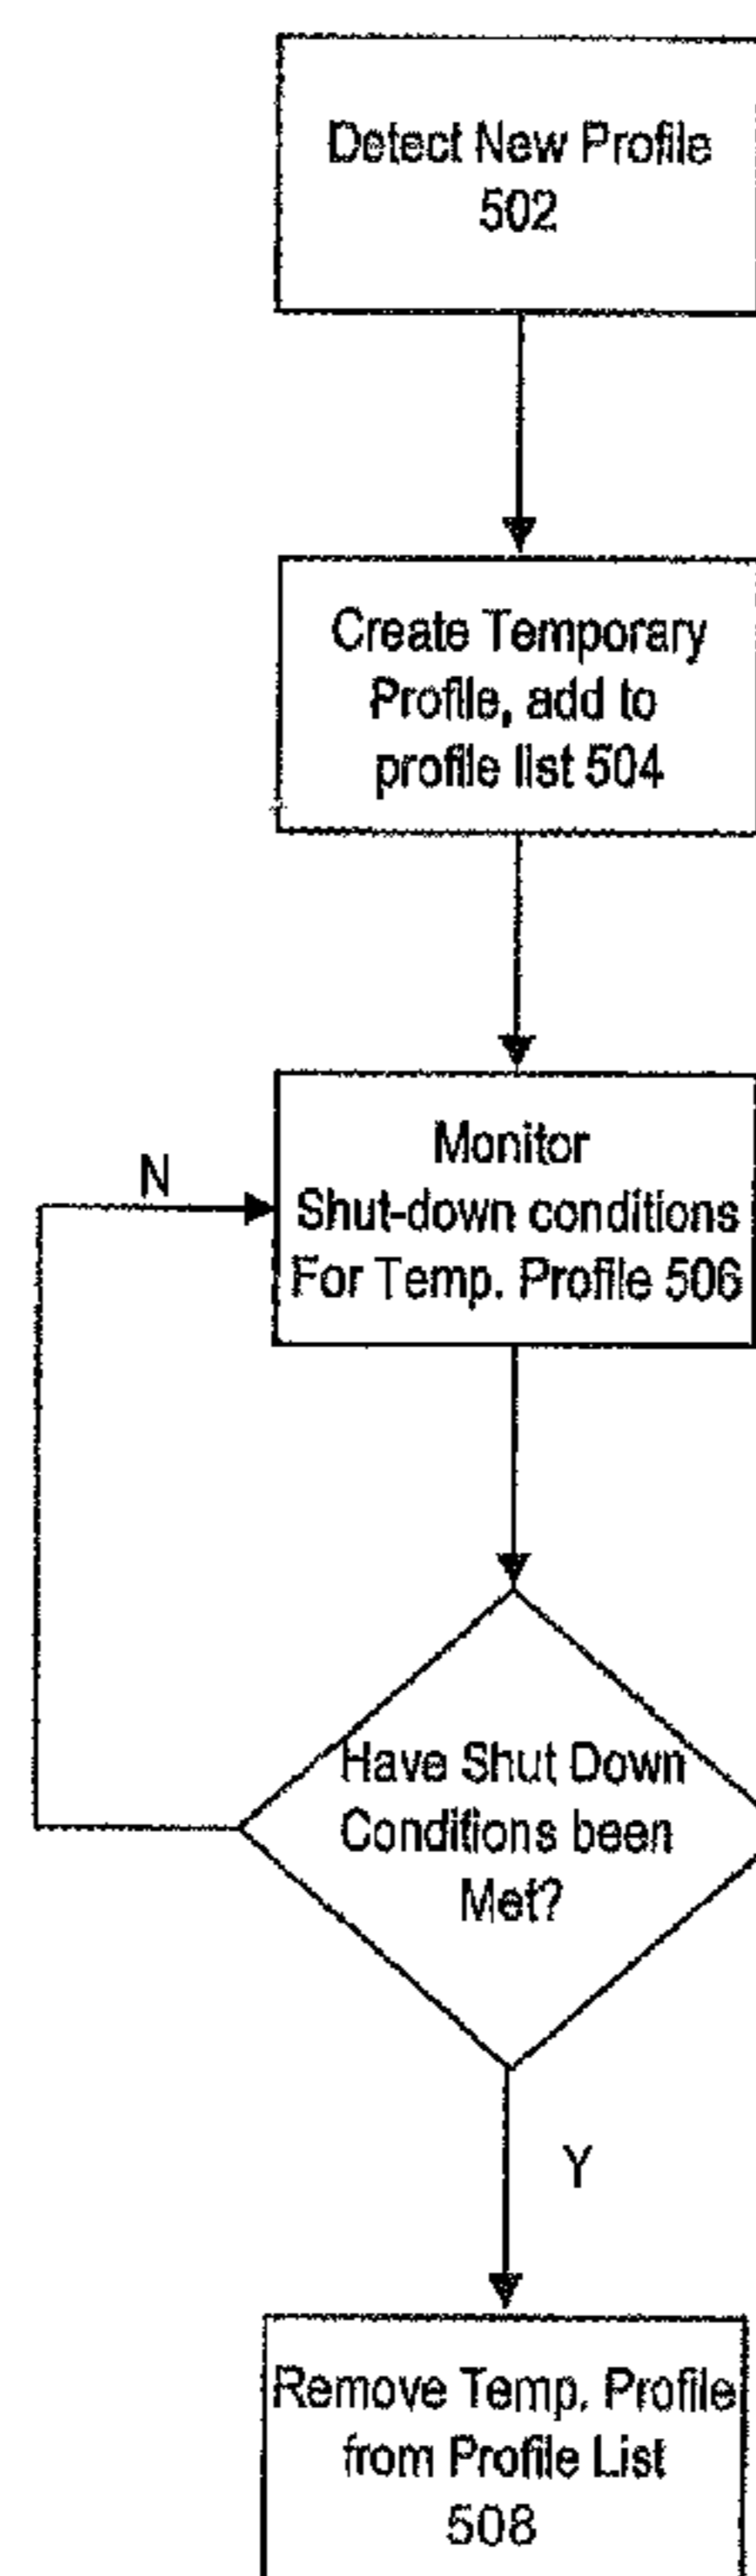 Detect New Profile
502
Create Temporary
Profile, add to
profile list 504
Monitor
N
Shut-down conditions
For Temp. Profile 506
Have Shut Down
Conditions been
Met?
Y
Remove Temp. Profile
from Profile List
508